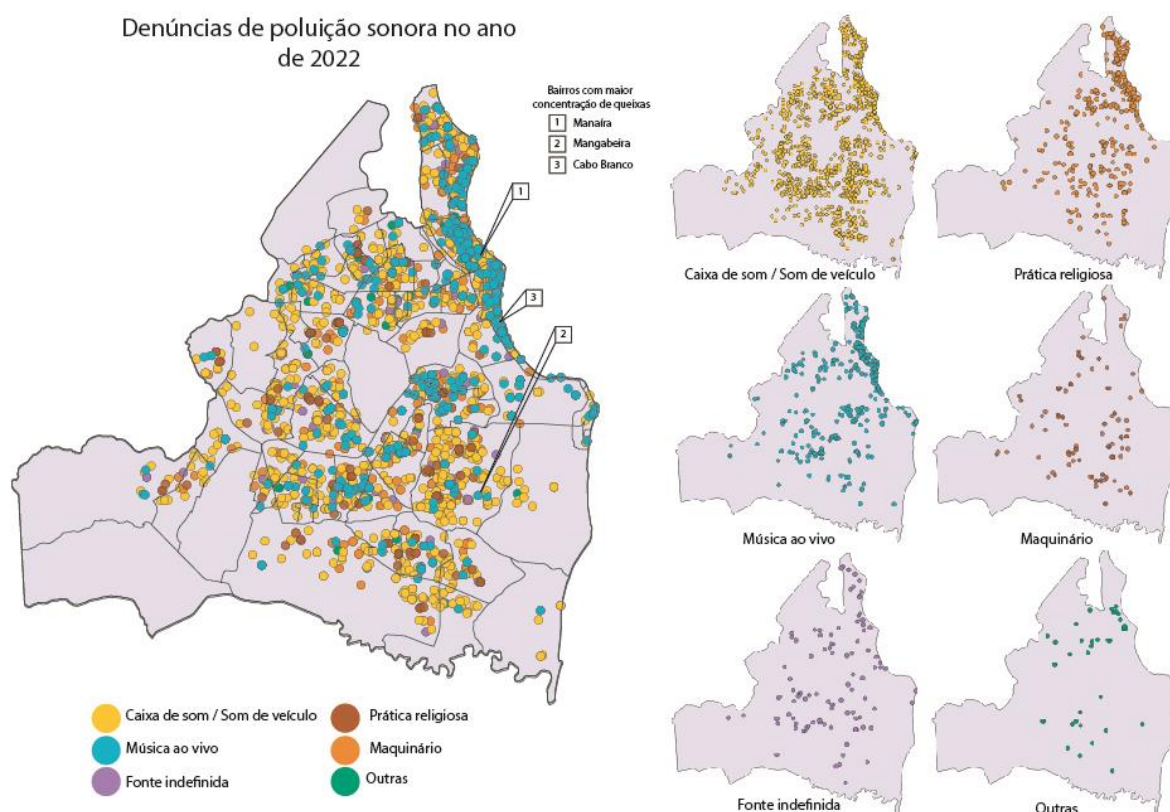 Denúncias de poluição sonora no ano
de 2022
Bairros com maior
concentração de queixas
1 Manaíra
2 Mangabeira
3 Cabo Branco
1
3
2
Caixa de som / Som de veículo
Música ao vivo
Fonte indefinida
Prática religiosa
Maquinário
Outras
Caixa de som / Som de veículo
Prática religiosa
Música ao vivo
Maquinário
Fonte indefinida
Outras